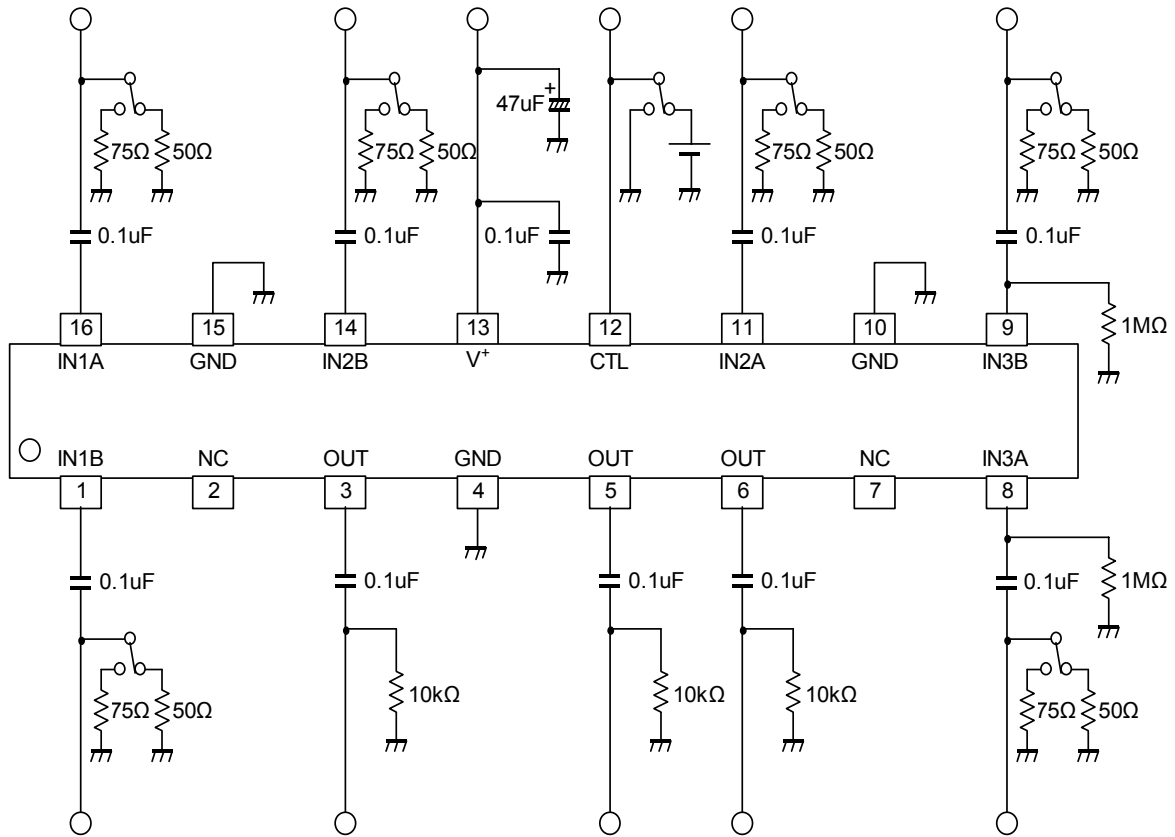 47uF +
75Ω 50Ω 75Ω 50Ω 75Ω 50Ω 75Ω 50Ω
0.1uF 0.1uF 0.1uF 0.1uF 0.1uF
16 15 14 13 12 11 10 9
1MΩ
IN1A GND IN2B V⁺ CTL IN2A GND IN3B
IN1B NC OUT GND OUT OUT NC IN3A
1 2 3 4 5 6 7 8
0.1uF 0.1uF 0.1uF 0.1uF 0.1uF 1MΩ
75Ω 50Ω 10kΩ 10kΩ 10kΩ 75Ω 50Ω